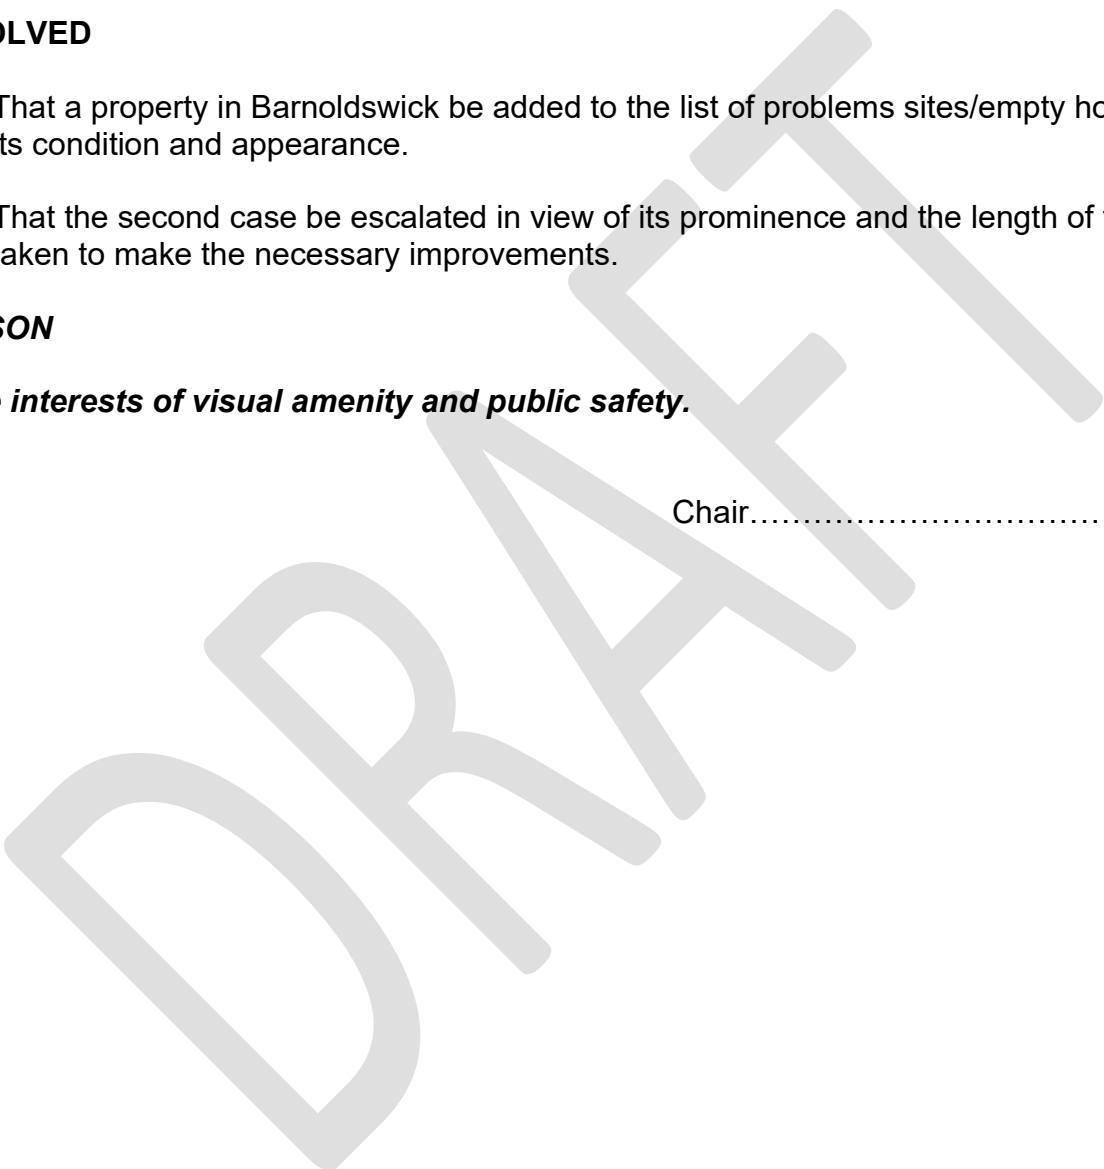 OLVED
That a property in Barnoldswick be added to the list of problems sites/empty ho
ts condition and appearance.
That the second case be escalated in view of its prominence and the length of
aken to make the necessary improvements.
SON
interests of visual amenity and public safety.
Chair……………………………
DRAFT